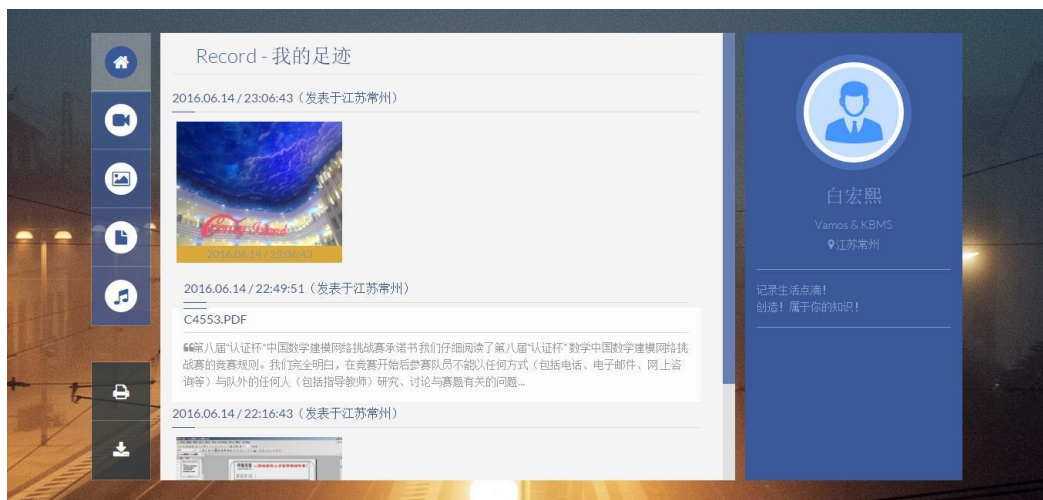 Record - 我的足迹
2016.06.14 / 23:06:43（发表于江苏常州）
2016.06.14 / 23:06:43
2016.06.14 / 22:49:51（发表于江苏常州）
C4553.PDF
第八届“认证杯”中国数学建模网络挑战赛承诺书我们仔细阅读了第八届“认证杯”数学中国数学建模网络挑
战赛的竞赛规则。我们完全明白，在竞赛开始后参赛队员不能以任何方式（包括电话、电子邮件、网上咨
询等）与队外的任何人（包括指导教师）研究、讨论与赛题有关的问题...
2016.06.14 / 22:16:43（发表于江苏常州）
白宏熙
Vamos & KBMS
江苏常州
记录生活点滴！
创造！属于你的知识！